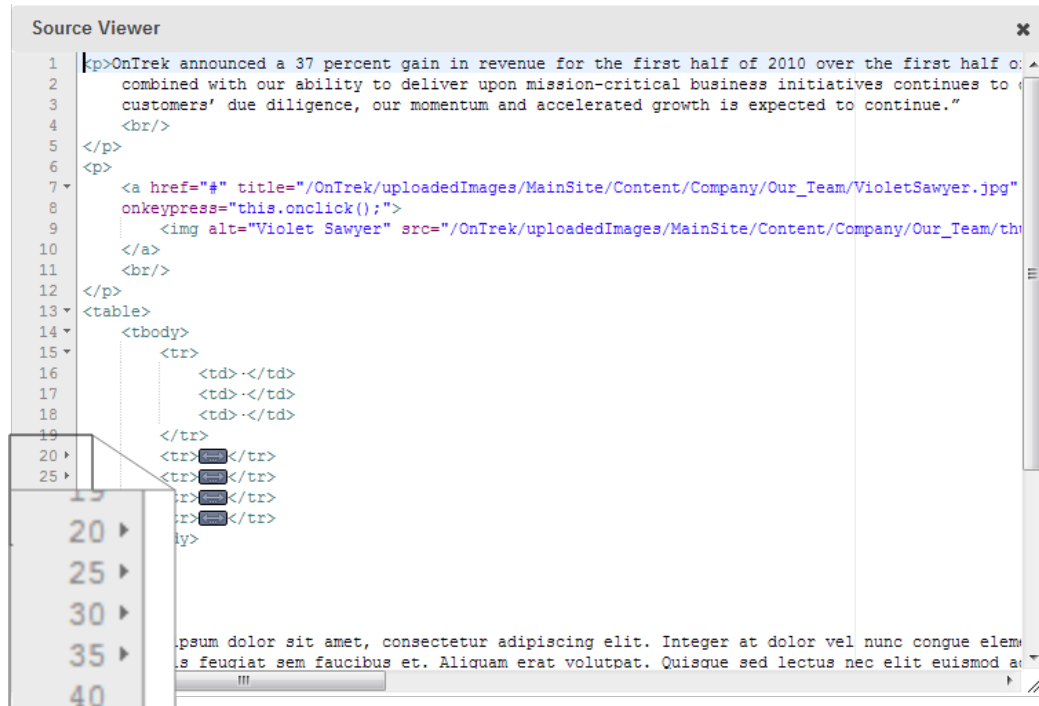 Source Viewer
1 <p>OnTrek announced a 37 percent gain in revenue for the first half of 2010 over the first half
2 combined with our ability to deliver upon mission-critical business initiatives continues to
3 customers’ due diligence, our momentum and accelerated growth is expected to continue.”
4 <br/>
5 </p>
6 <p>
7 <a href="#" title="/OnTrek/uploadedImages/MainSite/Content/Company/Our_Team/VioletSawyer.jpg"
8 onkeypress="this.onclick();">
9 <img alt="Violet Sawyer" src="/OnTrek/uploadedImages/MainSite/Content/Company/Our_Team/thu
10 </a>
11 <br/>
12 </p>
13 <table>
14 <tbody>
15 <tr>
16 <td>·</td>
17 <td>·</td>
18 <td>·</td>
19 </tr>
20 <tr></tr>
25 <tr></tr>
19 tr></tr>
20 tr></tr>
dy>
25
30
35 psum dolor sit amet, consectetur adipiscing elit. Integer at dolor vel nunc congue elem
is feugiat sem faucibus et. Aliquam erat volutpat. Quisque sed lectus nec elit euismod a
40